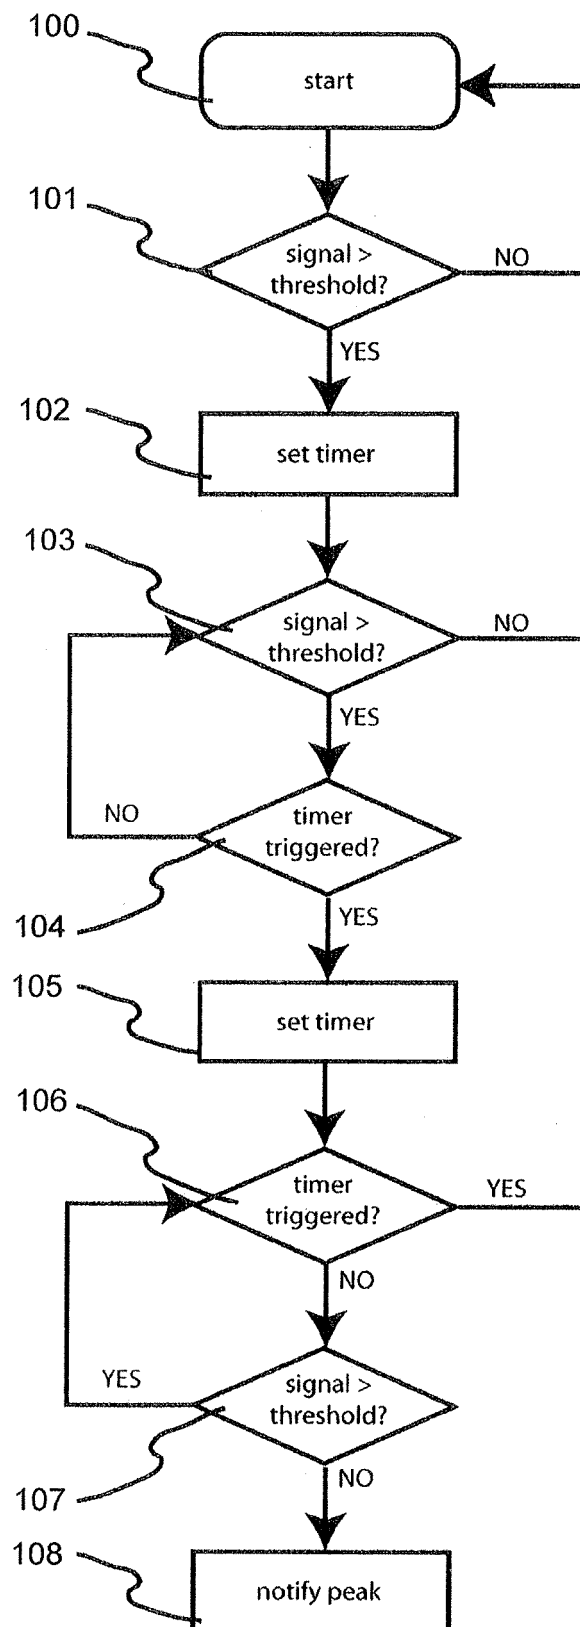 100
start
101
signal >
threshold?
NO
YES
102
set timer
103
signal >
threshold?
NO
YES
NO
timer
triggered?
104
YES
105
set timer
106
timer
triggered?
YES
NO
YES
signal >
threshold?
107
NO
108
notify peak